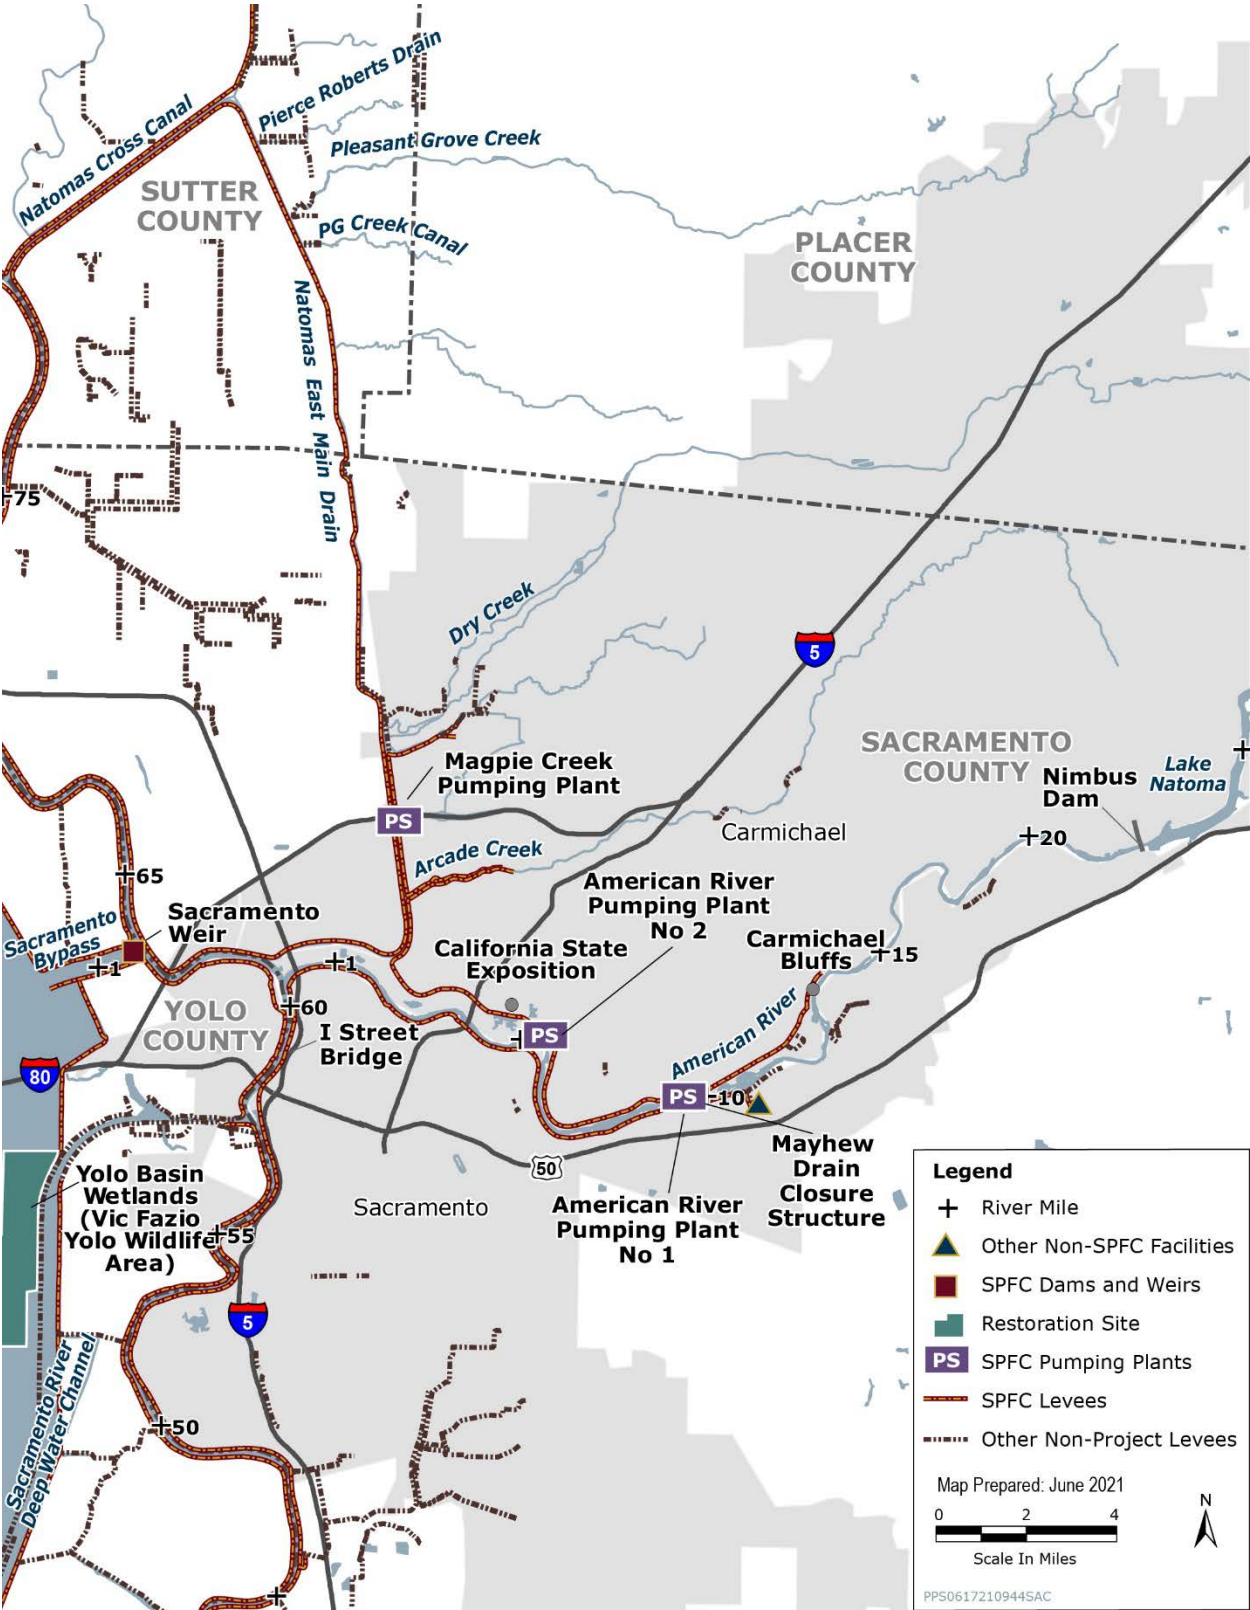 Pierce Roberts Drain
Natomas Cross Canal
Pleasant Grove Creek
SUTTER
COUNTY
PG Creek Canal
PLACER
COUNTY
Natomas East Main Drain
75
Dry Creek
5
SACRAMENTO
COUNTY
Lake
Natoma
Nimbus
Dam
Magpie Creek
Pumping Plant
PS
Carmichael
20
Arcade Creek
65
American River
Pumping Plant
No 2
Sacramento
Weir
Sacramento
Bypass
1
California State
Exposition
Carmichael
Bluffs
15
1
YOLO
COUNTY
60
I Street
Bridge
PS
American River
80
PS
10
Mayhew
Drain
Closure
Structure
50
Yolo Basin
Wetlands
(Vic Fazio
Yolo Wildlife
Area)
Sacramento
American River
Pumping Plant
No 1
55
5
Sacramento River
Deep Water Channel
50
Legend
River Mile
Other Non-SPFC Facilities
SPFC Dams and Weirs
Restoration Site
PS SPFC Pumping Plants
SPFC Levees
Other Non-Project Levees
Map Prepared: June 2021
0 2 4
Scale In Miles
N
PPS0617210944SAC